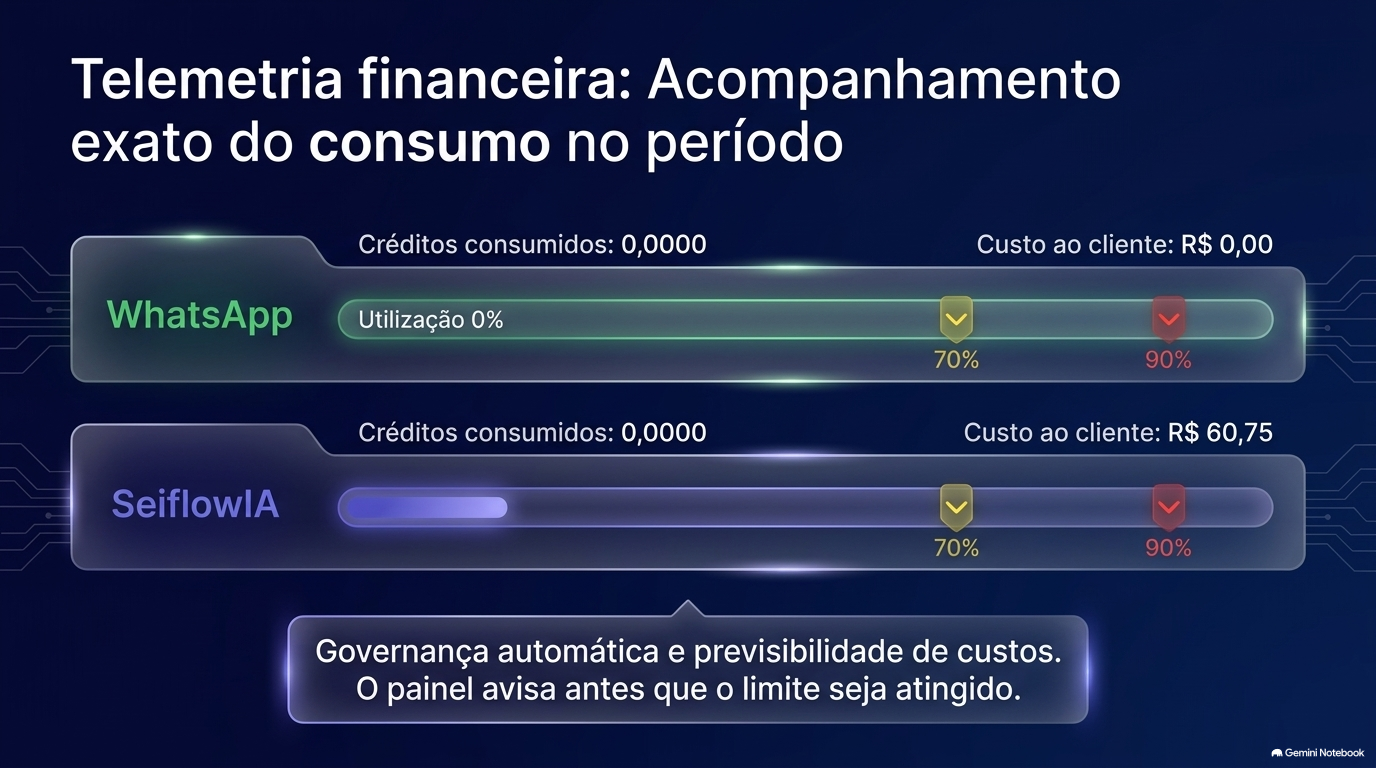 Telemetria financeira: Acompanhamento
exato do consumo no período
Créditos consumidos: 0,0000
Custo ao cliente: R$ 0,00
WhatsApp
Utilização 0%
70%
90%
Créditos consumidos: 0,0000
Custo ao cliente: R$ 60,75
SeiflowIA
70%
90%
Governança automática e previsibilidade de custos.
O painel avisa antes que o limite seja atingido.
Gemini Notebook